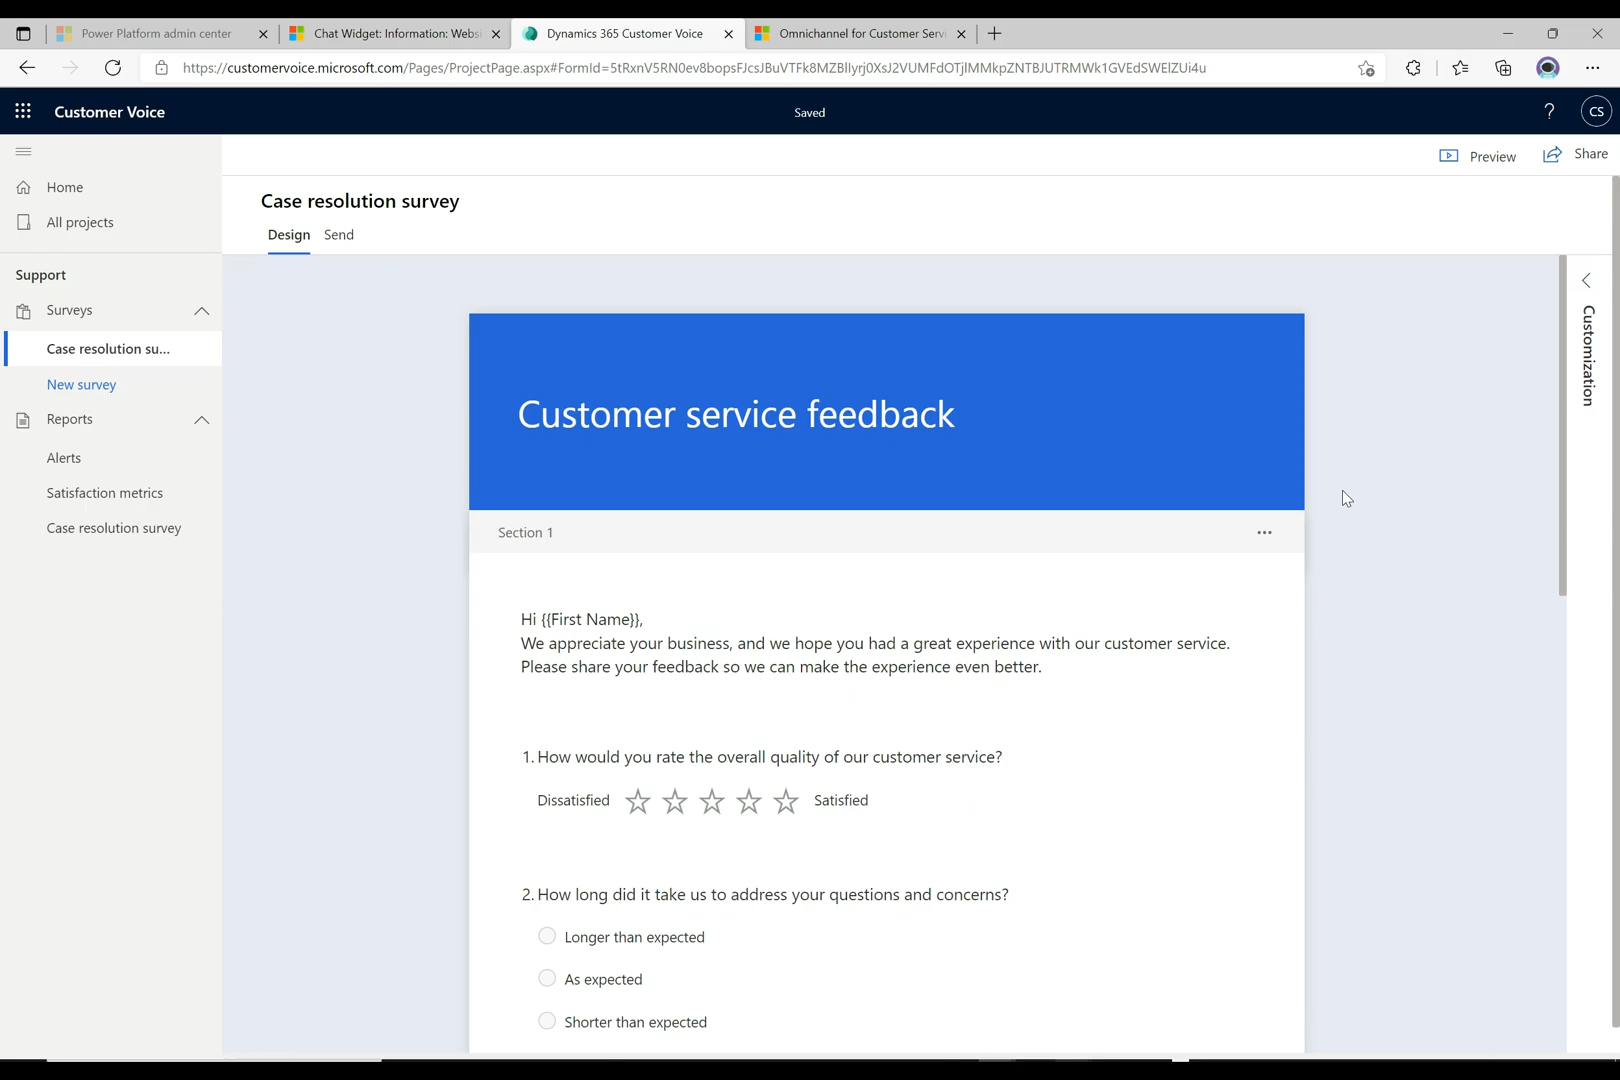 Power Platform admin center
Chat Widget: Information: Websi
Dynamics 365 Customer Voice
Omnichannel for Customer Servi
https://customervoice.microsoft.com/Pages/ProjectPage.aspx#FormId=5tRxnV5RN0ev8bopsFJcsJBuVTFk8MZBllyrj0XsJ2VUMFdOTjlMMkpZNTBJUTRMWk1GVEdSWElZUi4u
Customer Voice
Saved
?
CS
Preview
Share
Home
All projects
Support
Surveys
Case resolution su...
New survey
Reports
Alerts
Satisfaction metrics
Case resolution survey
Case resolution survey
Design
Send
Customization
Customer service feedback
Section 1
Hi {{First Name}},
We appreciate your business, and we hope you had a great experience with our customer service.
Please share your feedback so we can make the experience even better.
1. How would you rate the overall quality of our customer service?
Dissatisfied
Satisfied
2. How long did it take us to address your questions and concerns?
Longer than expected
As expected
Shorter than expected